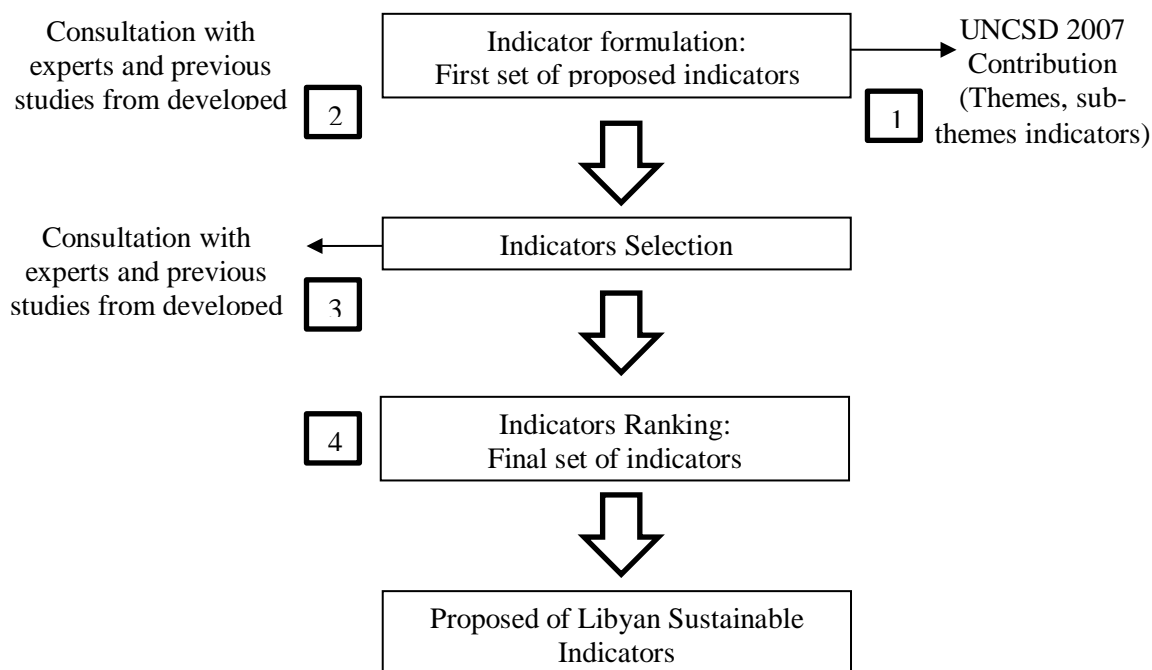 Consultation with
experts and previous
studies from developed
2
Indicator formulation:
First set of proposed indicators
UNCSD 2007
Contribution
(Themes, sub-
themes indicators)
1
Consultation with
experts and previous
studies from developed
3
Indicators Selection
4
Indicators Ranking:
Final set of indicators
Proposed of Libyan Sustainable
Indicators